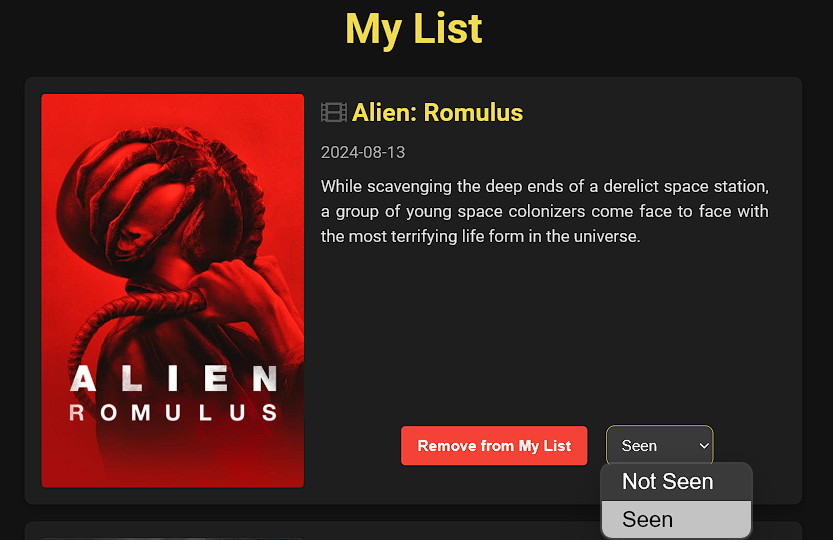 My List
Alien: Romulus
2024-08-13
While scavenging the deep ends of a derelict space station,
a group of young space colonizers come face to face with
the most terrifying life form in the universe.
ALIEN
ROMULUS
Remove from My List
Seen
Not Seen
Seen